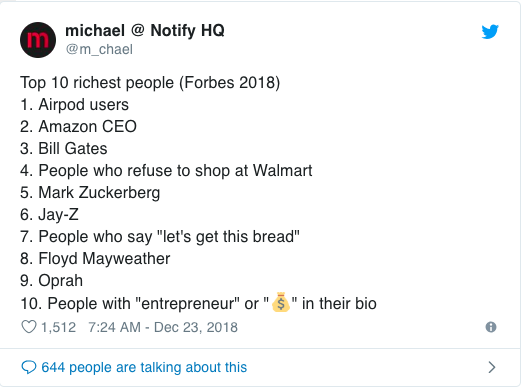 m
michael @ Notify HQ
@m_chael
Top 10 richest people (Forbes 2018)
1. Airpod users
2. Amazon CEO
3. Bill Gates
4. People who refuse to shop at Walmart
5. Mark Zuckerberg
6. Jay-Z
7. People who say "let's get this bread"
8. Floyd Mayweather
9. Oprah
10. People with "entrepreneur" or "💰" in their bio
1,512 7:24 AM - Dec 23, 2018
644 people are talking about this